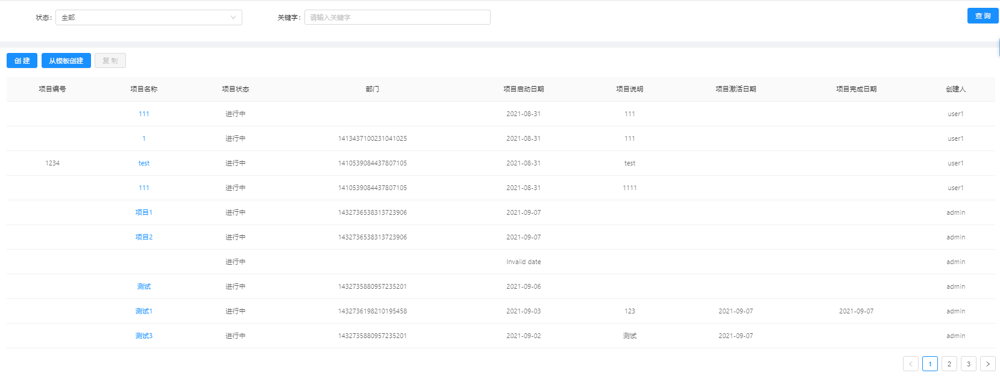 状态: 全部 关键字: 请输入关键字 查 询
创 建 从模板创建 复 制
项目编号 项目名称 项目状态 部门 项目启动日期 项目说明 项目激活日期 项目完成日期 创建人
111 进行中 2021-08-31 111 user1
1 进行中 1413437100231041025 2021-08-31 111 user1
1234 test 进行中 1410539084437807105 2021-08-31 test user1
111 进行中 1410539084437807105 2021-08-31 1111 user1
项目1 进行中 1432736538313723906 2021-09-07 admin
项目2 进行中 1432736538313723906 2021-09-07 admin
进行中 Invalid date admin
测试 进行中 1432735880957235201 2021-09-06 admin
测试1 进行中 1432736198210195458 2021-09-03 123 2021-09-07 2021-09-07 admin
测试3 进行中 1432735880957235201 2021-09-02 测试 2021-09-07 admin
< 1 2 3 >